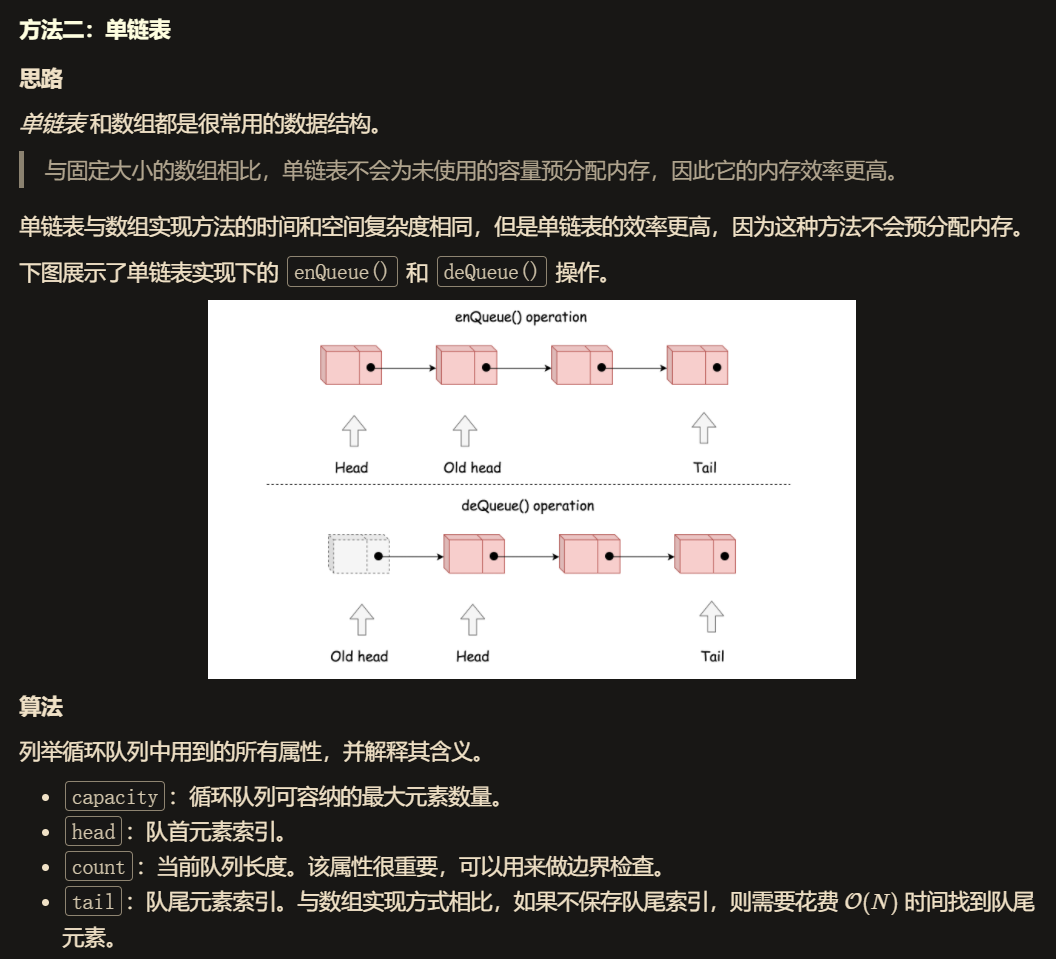 方法二：单链表
思路
单链表 和数组都是很常用的数据结构。
与固定大小的数组相比，单链表不会为未使用的容量预分配内存，因此它的内存效率更高。
单链表与数组实现方法的时间和空间复杂度相同，但是单链表的效率更高，因为这种方法不会预分配内存。
下图展示了单链表实现下的 enQueue() 和 deQueue() 操作。
enQueue() operation
Head Old head Tail
deQueue() operation
Old head Head Tail
算法
列举循环队列中用到的所有属性，并解释其含义。
• capacity：循环队列可容纳的最大元素数量。
• head：队首元素索引。
• count：当前队列长度。该属性很重要，可以用来做边界检查。
• tail：队尾元素索引。与数组实现方式相比，如果不保存队尾索引，则需要花费 O(N) 时间找到队尾
元素。